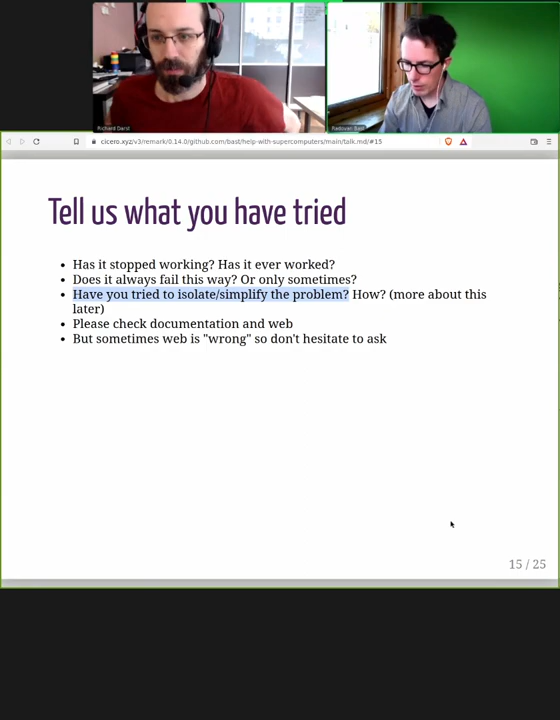 Richard Darst
Radovan Bast
cicero.xyz/v3/remark/0.14.0/github.com/bast/help-with-supercomputers/main/talk.md/#15
Tell us what you have tried
• Has it stopped working? Has it ever worked?
• Does it always fail this way? Or only sometimes?
• Have you tried to isolate/simplify the problem? How? (more about this
later)
• Please check documentation and web
• But sometimes web is "wrong" so don't hesitate to ask
15 / 25